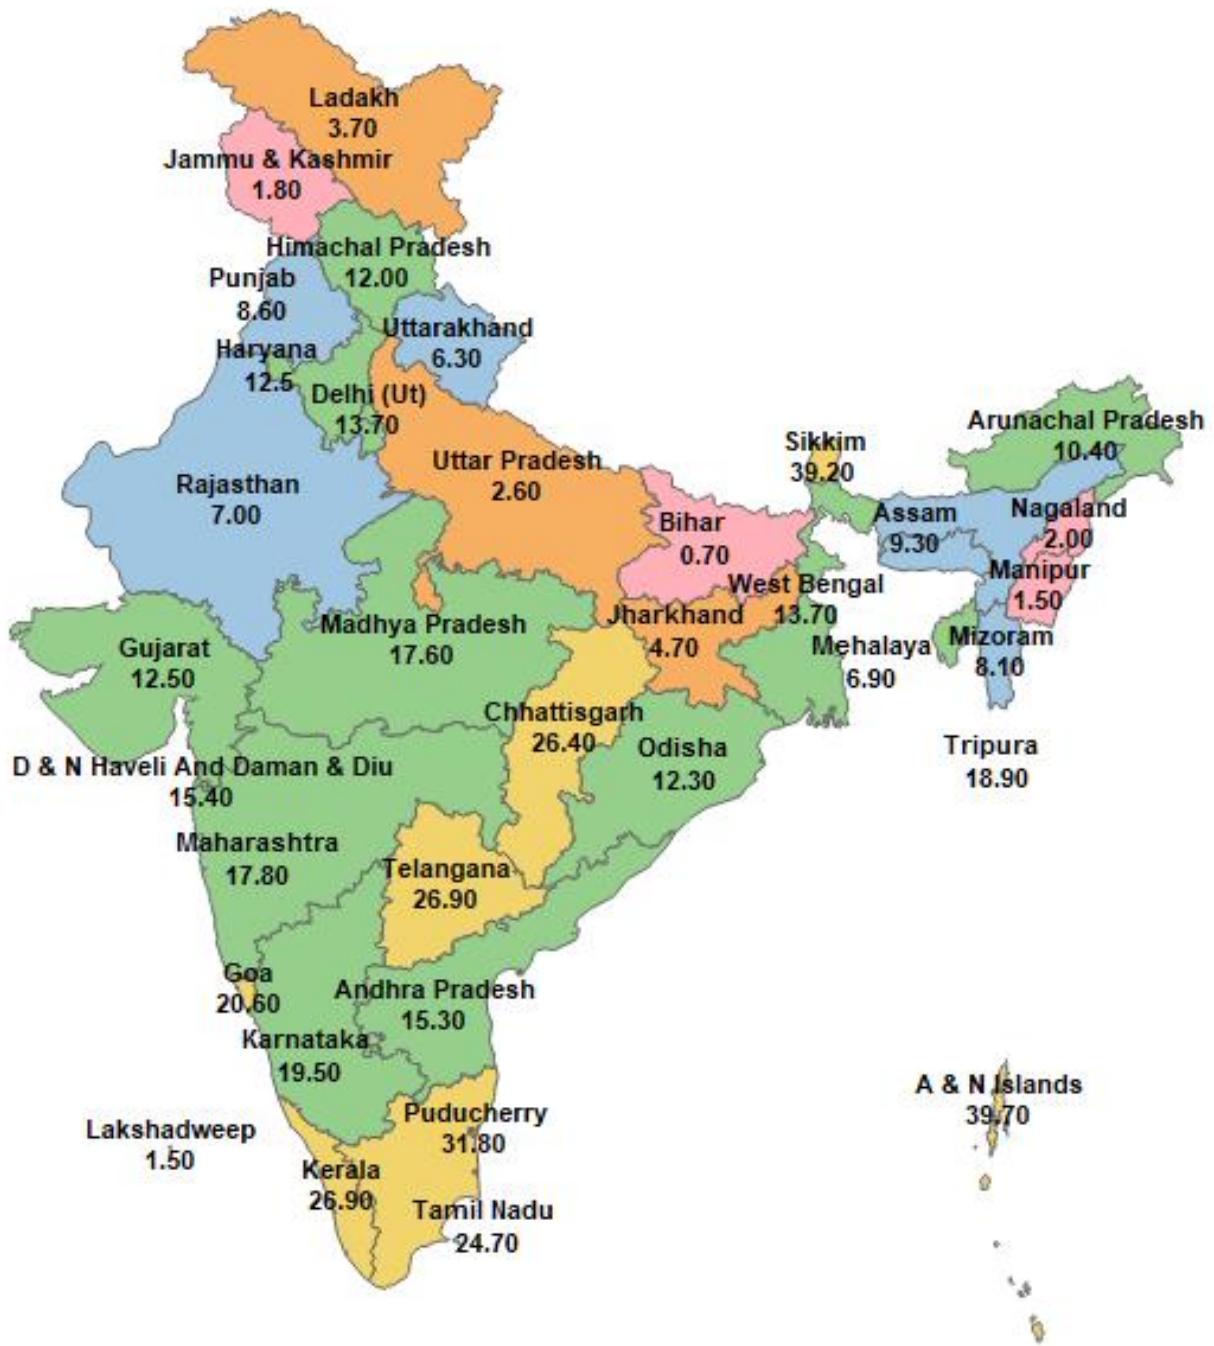 Ladakh
3.70
Jammu & Kashmir
1.80
Himachal Pradesh
12.00
Punjab
8.60
Uttarakhand
6.30
Haryana
12.5
Delhi (Ut)
13.70
Arunachal Pradesh
10.40
Sikkim
39.20
Uttar Pradesh
2.60
Rajasthan
7.00
Bihar
0.70
Assam
9.30
Nagaland
2.00
Manipur
1.50
West Bengal
13.70
Jharkhand
4.70
Madhya Pradesh
17.60
Mehalaya
6.90
Mizoram
8.10
Gujarat
12.50
Chhattisgarh
26.40
Odisha
12.30
Tripura
18.90
D & N Haveli And Daman & Diu
15.40
Maharashtra
17.80
Telangana
26.90
Goa
20.60
Andhra Pradesh
15.30
Karnataka
19.50
A & N Islands
39.70
Puducherry
31.80
Lakshadweep
1.50
Kerala
26.90
Tamil Nadu
24.70